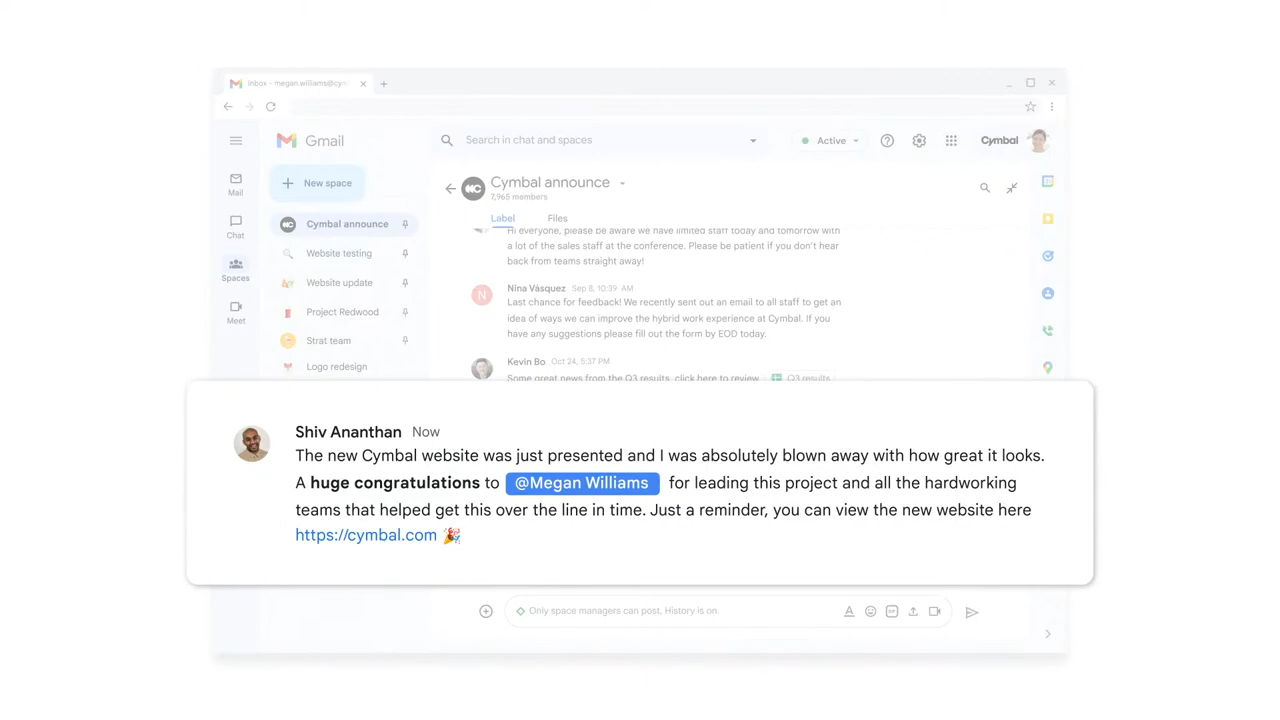 Inbox - megan.williams@cym
Gmail
Search in chat and spaces
Active
Cymbal
Mail
Chat
Spaces
Meet
New space
Cymbal announce
Website testing
Website update
Project Redwood
Strat team
Logo redesign
Cymbal announce
7,965 members
Label
Files
Hi everyone, please be aware we have limited staff today and tomorrow with
a lot of the sales staff at the conference. Please be patient if you don't hear
back from teams straight away!
N
Nina Vásquez Sep 8, 10:39 AM
Last chance for feedback! We recently sent out an email to all staff to get an
idea of ways we can improve the hybrid work experience at Cymbal. If you
have any suggestions please fill out the form by EOD today.
Kevin Bo Oct 24, 5:37 PM
Some great news from the Q3 results, click here to review Q3 results
Shiv Ananthan Now
The new Cymbal website was just presented and I was absolutely blown away with how great it looks.
A huge congratulations to @Megan Williams for leading this project and all the hardworking
teams that helped get this over the line in time. Just a reminder, you can view the new website here
https://cymbal.com 🎉
Only space managers can post, History is on.
GIF